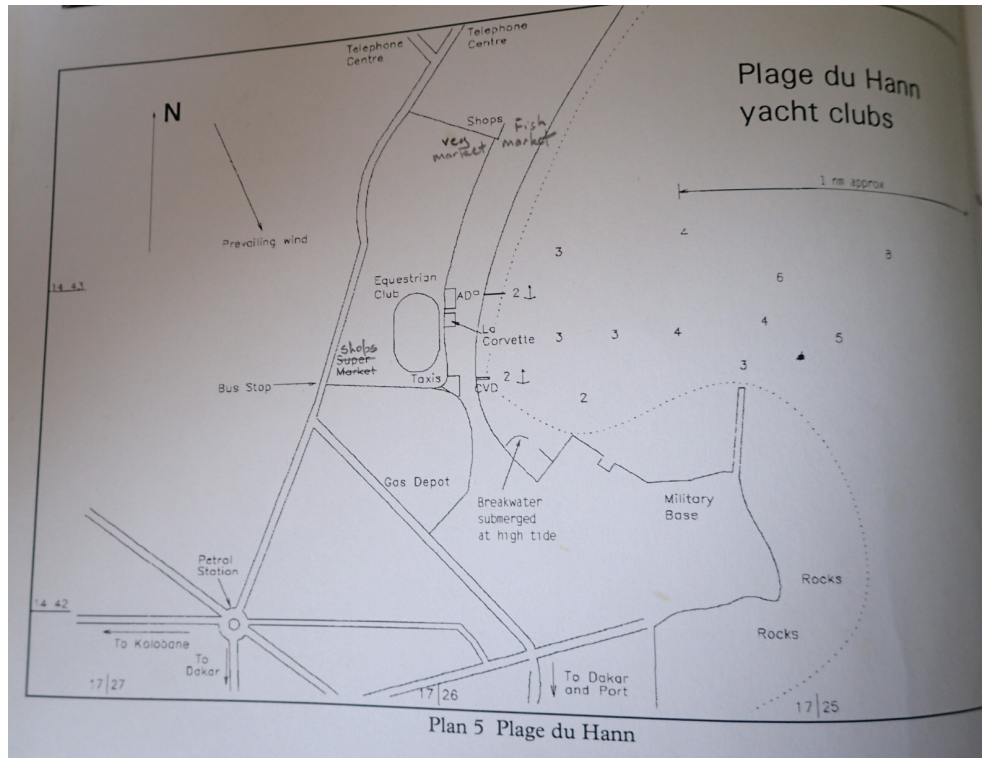 Telephone
Centre
Telephone
Centre
Plage du Hann
yacht clubs
N
Shops
Fish
market
veg
market
1 nm approx
Prevailing wind
4
3
8
6
14 43
Equestrian
Club
AD
2
La
Corvette
3
3
4
4
5
shops
Super
Market
Taxis
Bus Stop
CVD
2
3
2
Gas Depot
Breakwater
submerged
at high tide
Military
Base
Petrol
Station
Rocks
14 42
Rocks
To Kolobane
To
Dakar
To Dakar
and Port
17 27
17 26
17 25
Plan 5 Plage du Hann